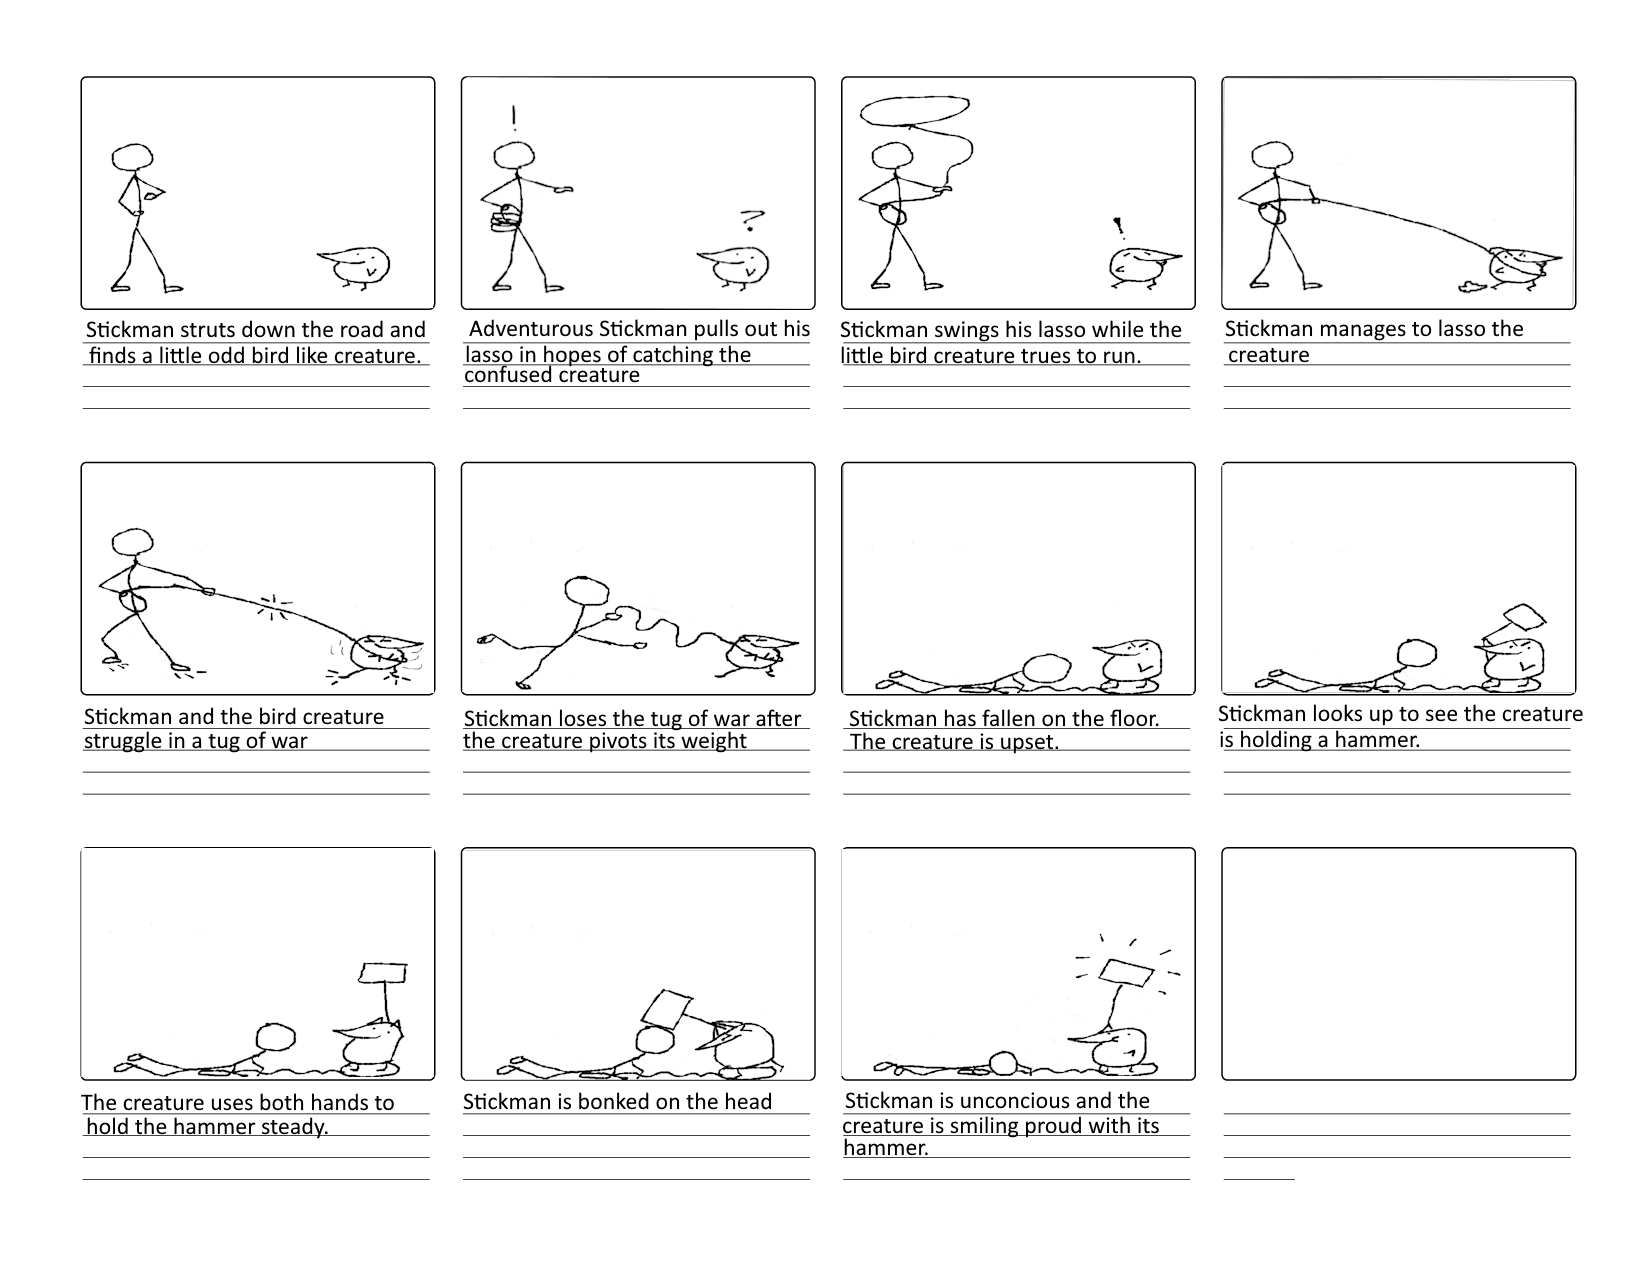 !
?
!
Stickman struts down the road and
finds a little odd bird like creature.
Adventurous Stickman pulls out his
lasso in hopes of catching the
confused creature
Stickman swings his lasso while the
little bird creature trues to run.
Stickman manages to lasso the
creature
Stickman and the bird creature
struggle in a tug of war
Stickman loses the tug of war after
the creature pivots its weight
Stickman has fallen on the floor.
The creature is upset.
Stickman looks up to see the creature
is holding a hammer.
The creature uses both hands to
hold the hammer steady.
Stickman is bonked on the head
Stickman is unconcious and the
creature is smiling proud with its
hammer.